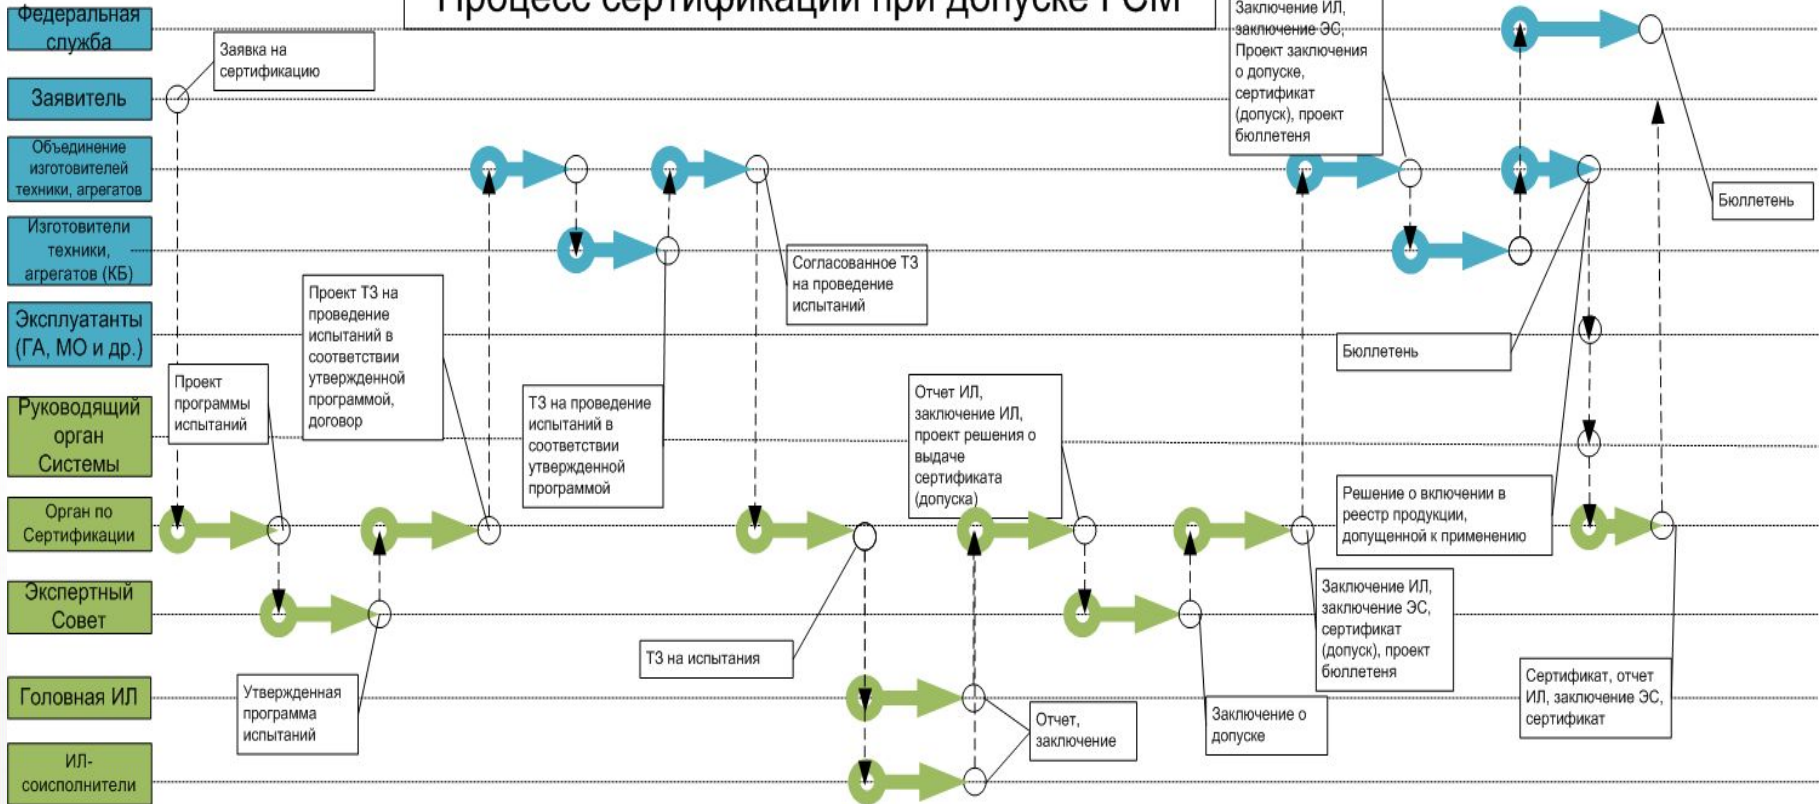 Процесс сертификации при допуске ГСМ
Федеральная
служба
Заявитель
Объединение
изготовителей
техники, агрегатов
Изготовители
техники,
агрегатов (КБ)
Эксплуатанты
(ГА, МО и др.)
Руководящий
орган
Системы
Орган по
Сертификации
Экспертный
Совет
Головная ИЛ
ИЛ-
соисполнители
Заявка на
сертификацию
Проект
программы
испытаний
Утвержденная
программа
испытаний
Проект ТЗ на
проведение
испытаний в
соответствии
утвержденной
программой,
договор
ТЗ на проведение
испытаний в
соответствии
утвержденной
программой
Согласованное ТЗ
на проведение
испытаний
ТЗ на испытания
Отчет ИЛ,
заключение ИЛ,
проект решения о
выдаче
сертификата
(допуска)
Отчет,
заключение
Заключение о
допуске
Заключение ИЛ,
заключение ЭС,
Проект заключения
о допуске,
сертификат
(допуск), проект
бюллетеня
Заключение ИЛ,
заключение ЭС,
сертификат
(допуск), проект
бюллетеня
Бюллетень
Решение о включении в
реестр продукции,
допущенной к применению
Бюллетень
Сертификат, отчет
ИЛ, заключение ЭС,
сертификат